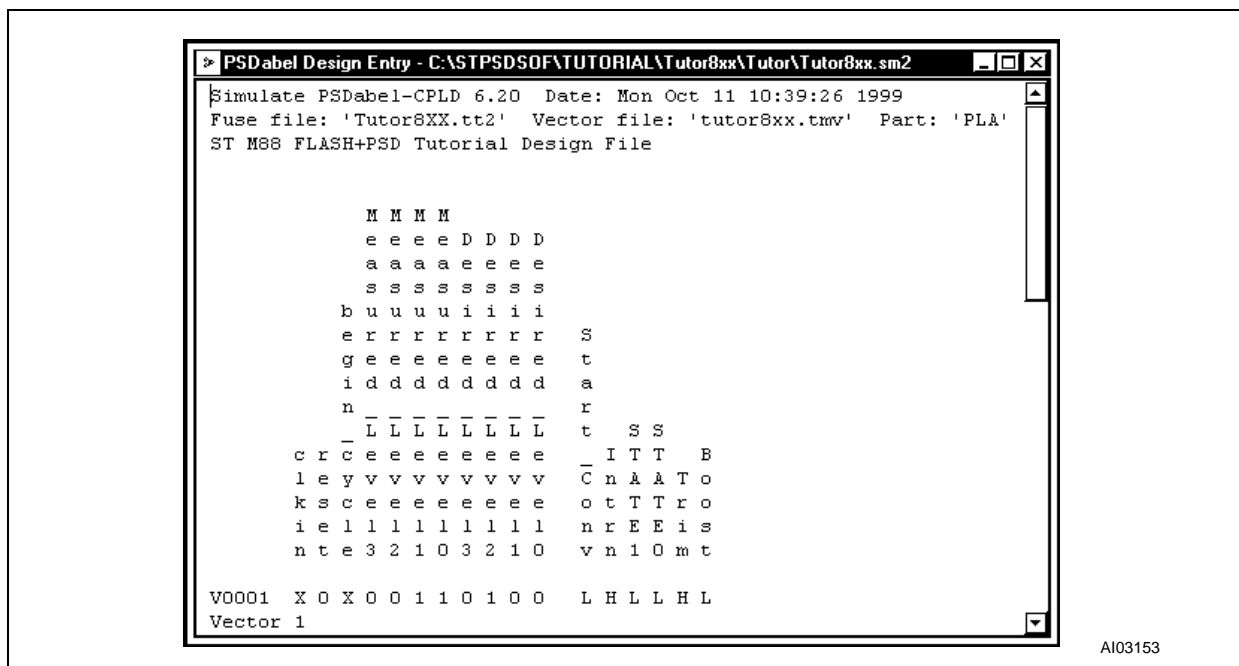 PSDabel Design Entry - C:\STPSDSOF\TUTORIAL\Tutor8xx\Tutor\Tutor8xx.sm2
Simulate PSDabel-CPLD 6.20  Date: Mon Oct 11 10:39:26 1999
Fuse file: 'Tutor8XX.tt2'  Vector file: 'tutor8xx.tmv'  Part: 'PLA'
ST M88 FLASH+PSD Tutorial Design File
M M M M
e e e e D D D D
a a a a e e e e
s s s s s s s s
b u u u u i i i i
e r r r r r r r r   S
g e e e e e e e e   t
i d d d d d d d d   a
n _ _ _ _ _ _ _ _   r
_ L L L L L L L L   t   S S
c r c e e e e e e e e   _ I T T   B
l e y v v v v v v v v   C n A A T o
k s c e e e e e e e e   o t T T r o
i e l l l l l l l l l   n r E E i s
n t e 3 2 1 0 3 2 1 0   v n 1 0 m t
V0001  X 0 X 0 0 1 1 0 1 0 0   L H L L H L
Vector 1
AI03153